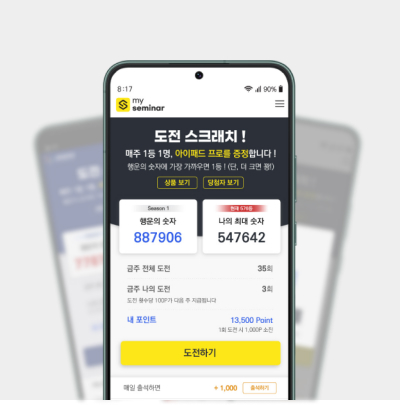 8:17
90%
my
seminar
도전 스크래치 !
매주 1등 1명, 아이패드 프로를 증정합니다 !
행운의 숫자에 가장 가까우면 1등 ! (단, 더 크면 꽝!)
상품 보기
당첨자 보기
Season 1
행운의 숫자
887906
현재 576등
나의 최대 숫자
547642
금주 전체 도전
35회
금주 나의 도전
3회
도전 횟수당 100P가 다음 주 지급됩니다
내 포인트
13,500 Point
1회 도전 시 1,000P 소진
도전하기
매일 출석하면
+ 1,000
출석하기